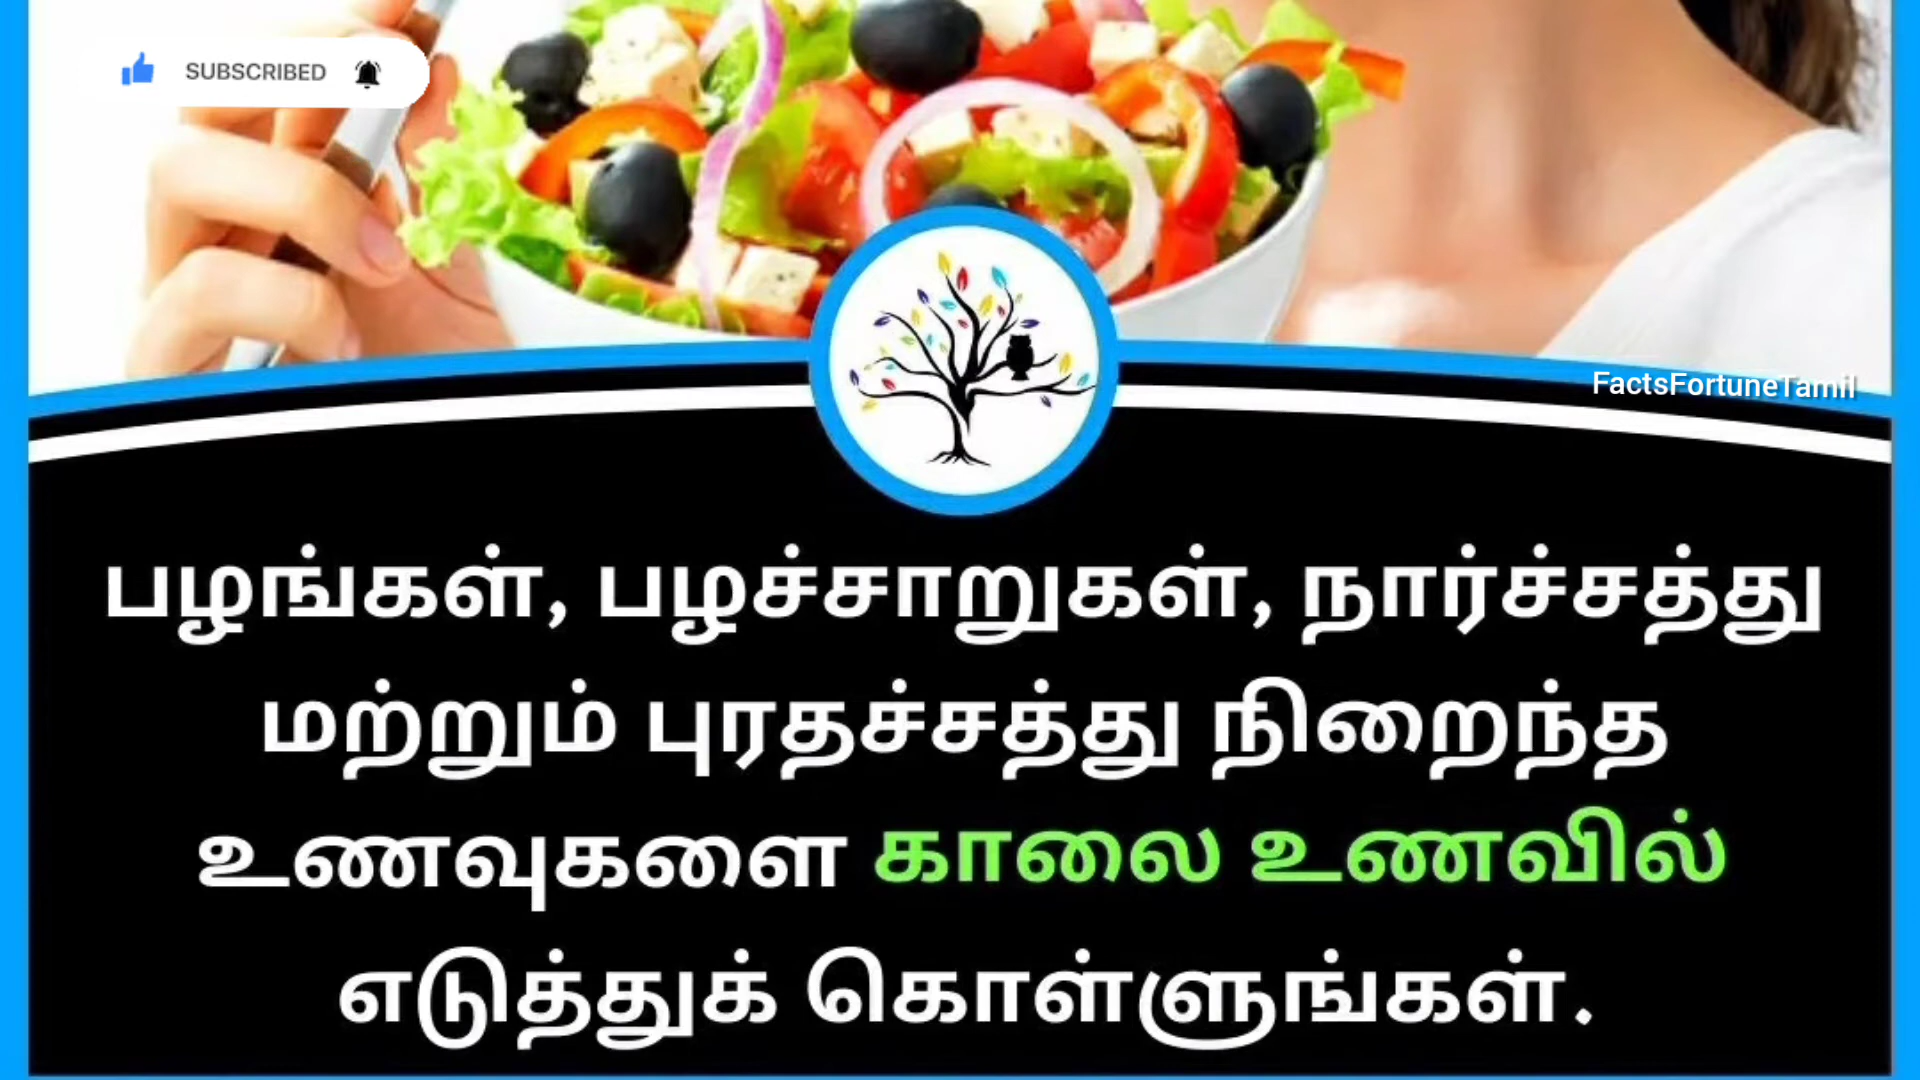 SUBSCRIBED
FactsFortuneTamil
பழங்கள், பழச்சாறுகள், நார்ச்சத்து
மற்றும் புரதச்சத்து நிறைந்த
உணவுகளை காலை உணவில்
எடுத்துக் கொள்ளுங்கள்.